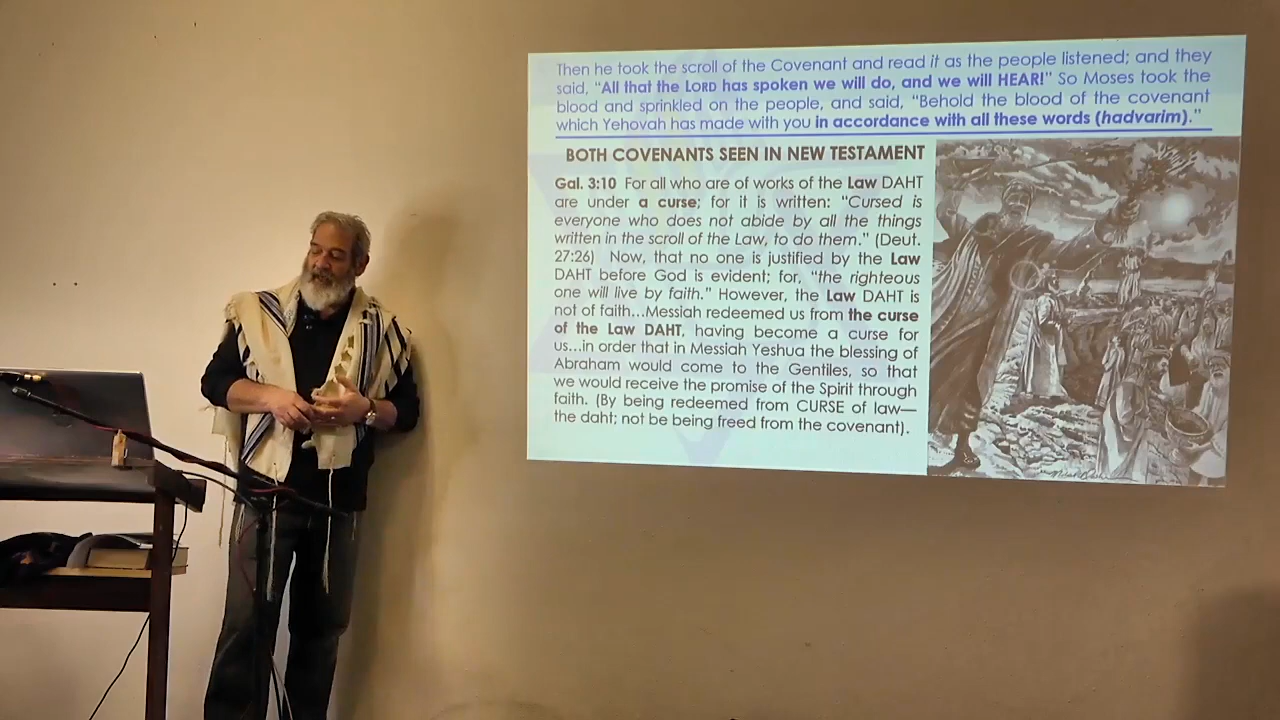 Then he took the scroll of the Covenant and read it as the people listened; and they
said, “All that the LORD has spoken we will do, and we will HEAR!” So Moses took the
blood and sprinkled on the people, and said, “Behold the blood of the covenant
which Yehovah has made with you in accordance with all these words (hadvarim).”
BOTH COVENANTS SEEN IN NEW TESTAMENT
Gal. 3:10 For all who are of works of the Law DAHT
are under a curse; for it is written: “Cursed is
everyone who does not abide by all the things
written in the scroll of the Law, to do them.” (Deut.
27:26) Now, that no one is justified by the Law
DAHT before God is evident; for, “the righteous
one will live by faith.” However, the Law DAHT is
not of faith...Messiah redeemed us from the curse
of the Law DAHT, having become a curse for
us...in order that in Messiah Yeshua the blessing of
Abraham would come to the Gentiles, so that
we would receive the promise of the Spirit through
faith. (By being redeemed from CURSE of law—
the daht; not be being freed from the covenant).